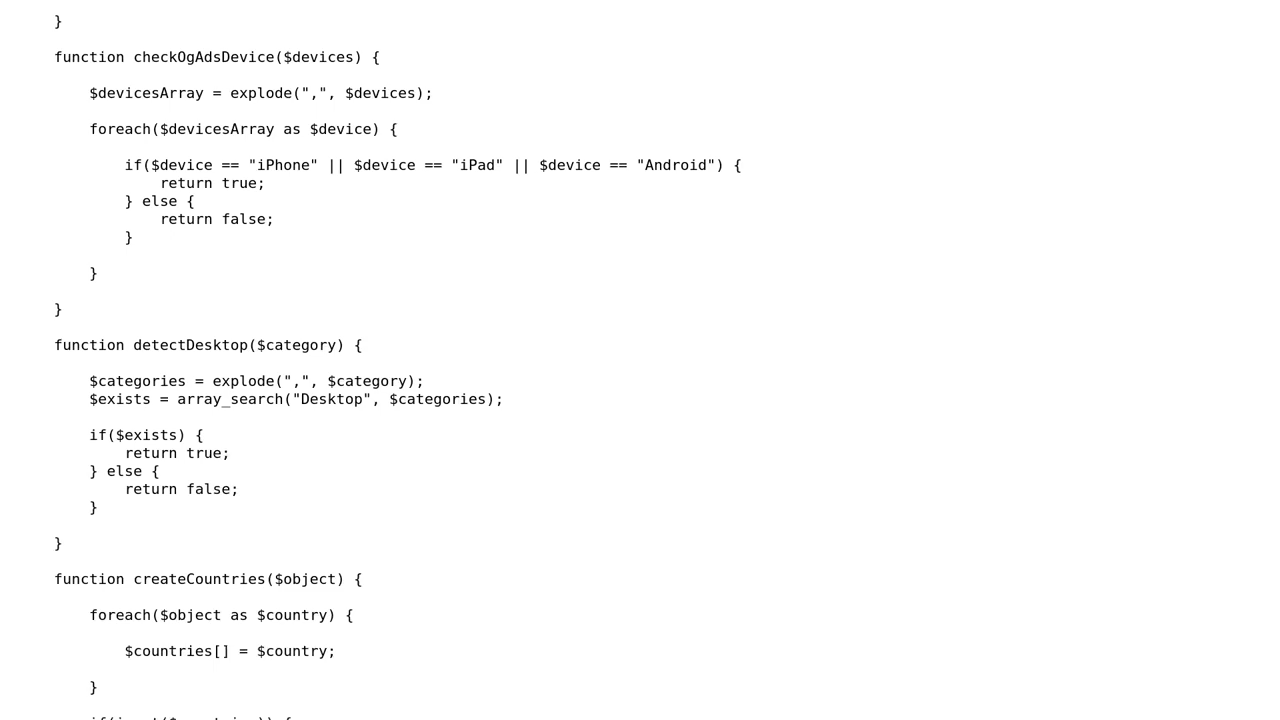 }
function checkOgAdsDevice($devices) {
$devicesArray = explode(",", $devices);
foreach($devicesArray as $device) {
if($device == "iPhone" || $device == "iPad" || $device == "Android") {
return true;
} else {
return false;
}
}
}
function detectDesktop($category) {
$categories = explode(",", $category);
$exists = array_search("Desktop", $categories);
if($exists) {
return true;
} else {
return false;
}
}
function createCountries($object) {
foreach($object as $country) {
$countries[] = $country;
}